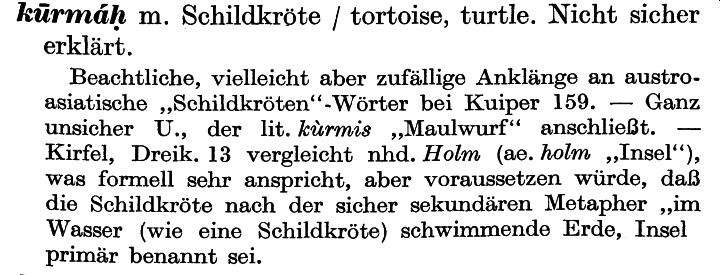 kūrmáḥ m. Schildkröte / tortoise, turtle. Nicht sicher
erklärt.
Beachtliche, vielleicht aber zufällige Anklänge an austro-
asiatische „Schildkröten“-Wörter bei Kuiper 159. — Ganz
unsicher U., der lit. kùrmis „Maulwurf“ anschließt. —
Kirfel, Dreik. 13 vergleicht nhd. Holm (ae. holm „Insel“),
was formell sehr anspricht, aber voraussetzen würde, daß
die Schildkröte nach der sicher sekundären Metapher „im
Wasser (wie eine Schildkröte) schwimmende Erde, Insel
primär benannt sei.